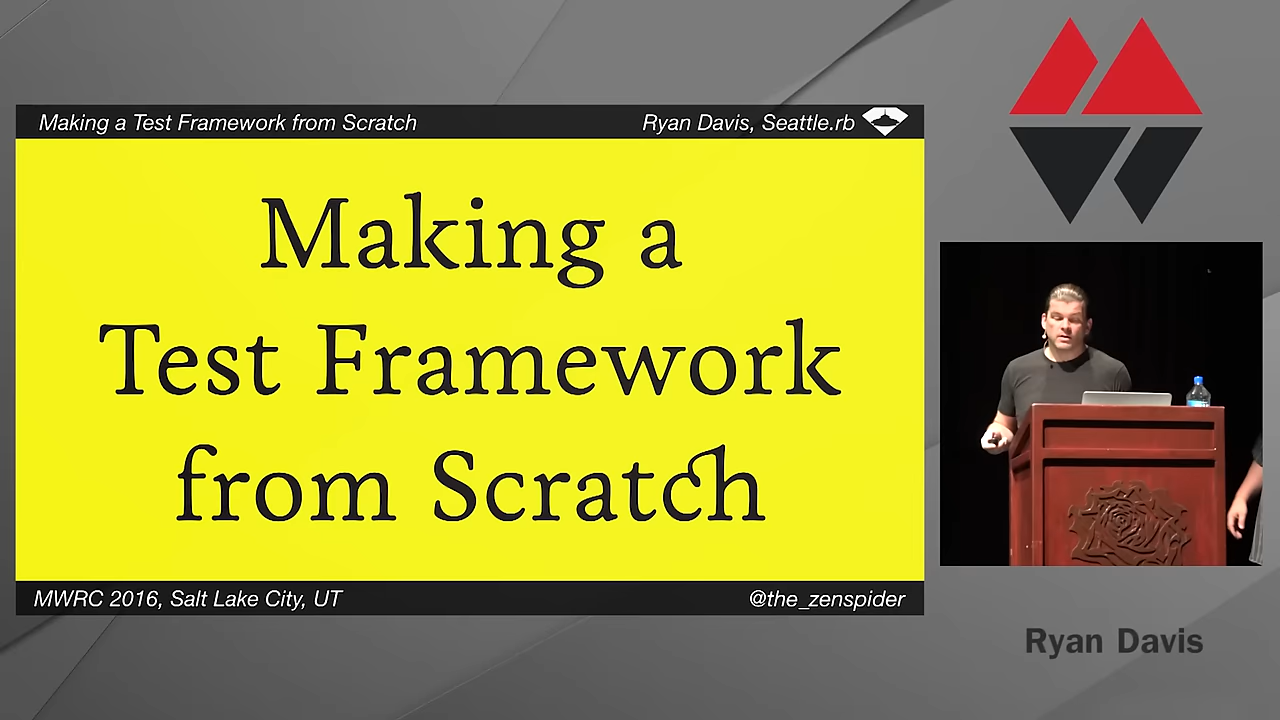 Making a Test Framework from Scratch
Ryan Davis, Seattle.rb
Making a
Test Framework
from Scratch
MWRC 2016, Salt Lake City, UT
@the_zenspider
Ryan Davis